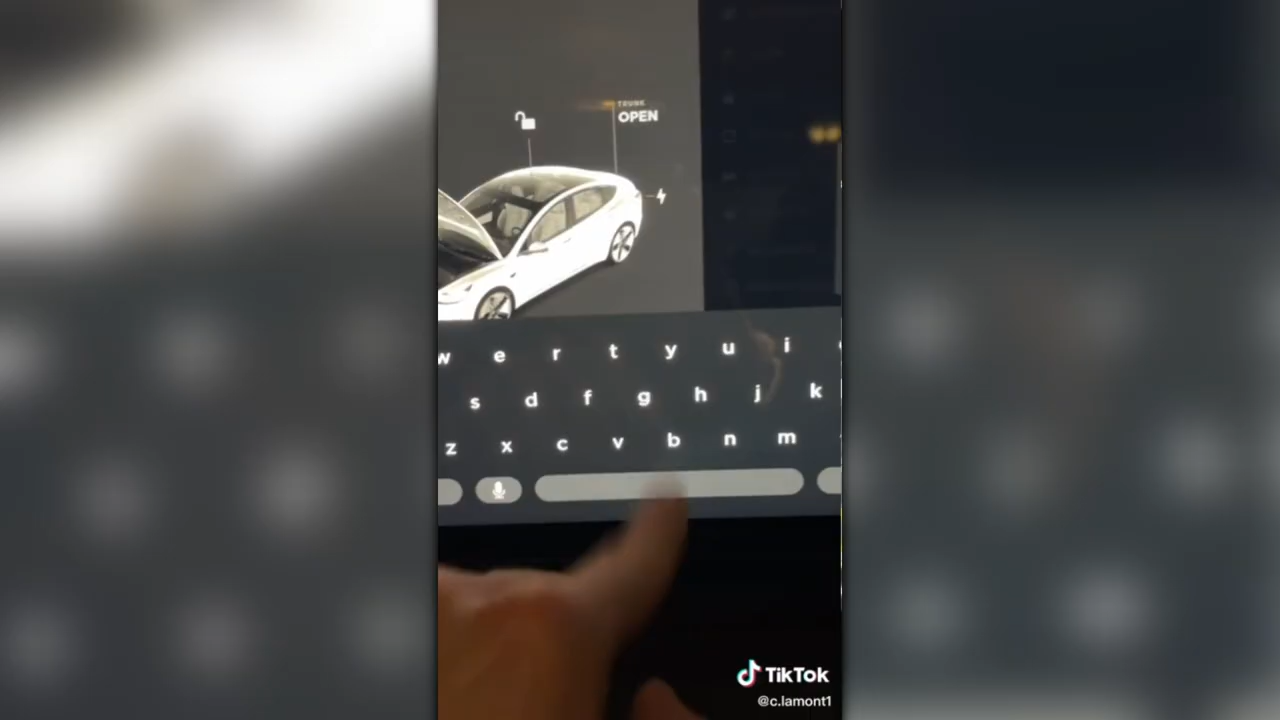 TRUNK
OPEN
w e r t y u i
s d f g h j k
z x c v b n m
TikTok
@c.lamont1